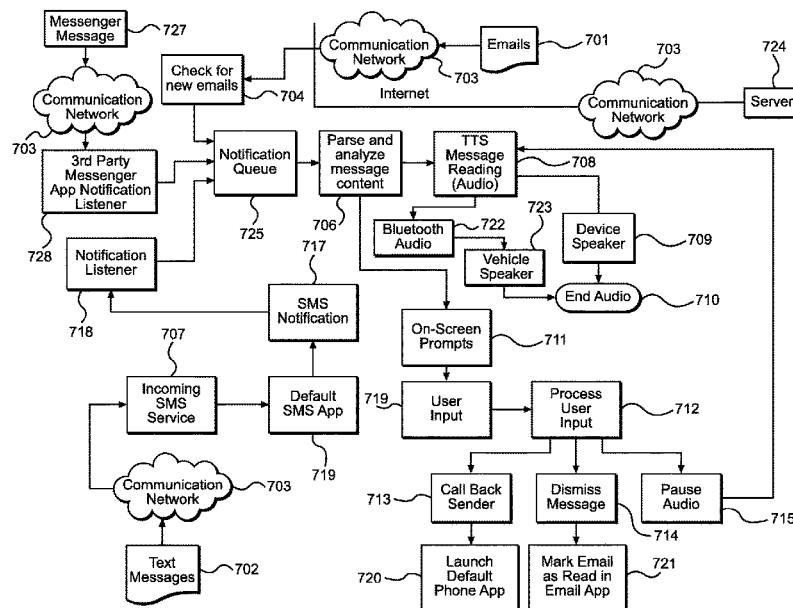 Messenger
Message
727
Communication
Network
703
3rd Party
Messenger
App Notification
Listener
728
Check for
new emails
704
Communication
Network
703
Emails
701
Internet
703
Communication
Network
724
Server
Notification
Queue
725
Parse and
analyze
message
content
706
TTS
Message
Reading
(Audio)
708
Bluetooth
Audio
722
723
Vehicle
Speaker
Device
Speaker
709
End Audio
710
Notification
Listener
718
717
SMS
Notification
On-Screen
Prompts
711
707
Incoming
SMS
Service
Default
SMS App
719
719
User
Input
Process
User
Input
712
Communication
Network
703
Text
Messages
702
713
Call Back
Sender
Dismiss
Message
714
Pause
Audio
715
720
Launch
Default
Phone App
Mark Email
as Read in
Email App
721